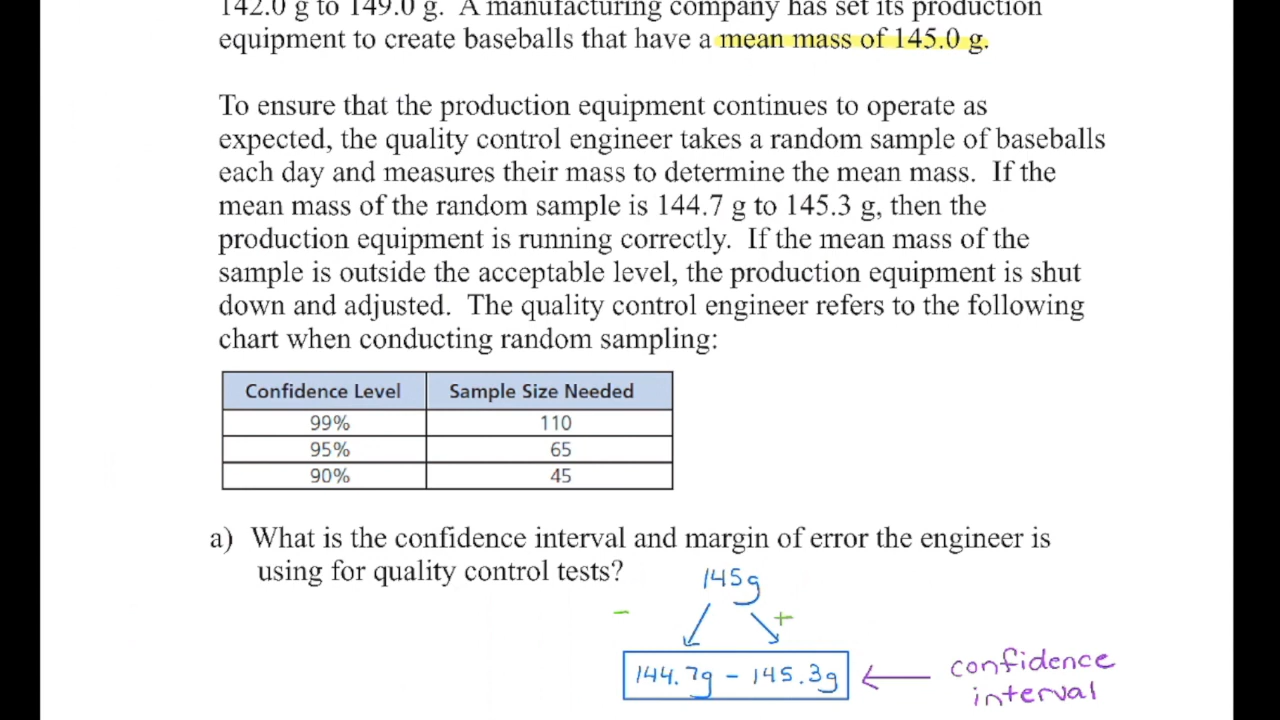 142.0 g to 149.0 g. A manufacturing company has set its production
equipment to create baseballs that have a mean mass of 145.0 g.
To ensure that the production equipment continues to operate as
expected, the quality control engineer takes a random sample of baseballs
each day and measures their mass to determine the mean mass. If the
mean mass of the random sample is 144.7 g to 145.3 g, then the
production equipment is running correctly. If the mean mass of the
sample is outside the acceptable level, the production equipment is shut
down and adjusted. The quality control engineer refers to the following
chart when conducting random sampling:
Confidence Level Sample Size Needed
99% 110
95% 65
90% 45
a) What is the confidence interval and margin of error the engineer is
using for quality control tests?
145g
- +
144.7g - 145.3g
confidence
interval